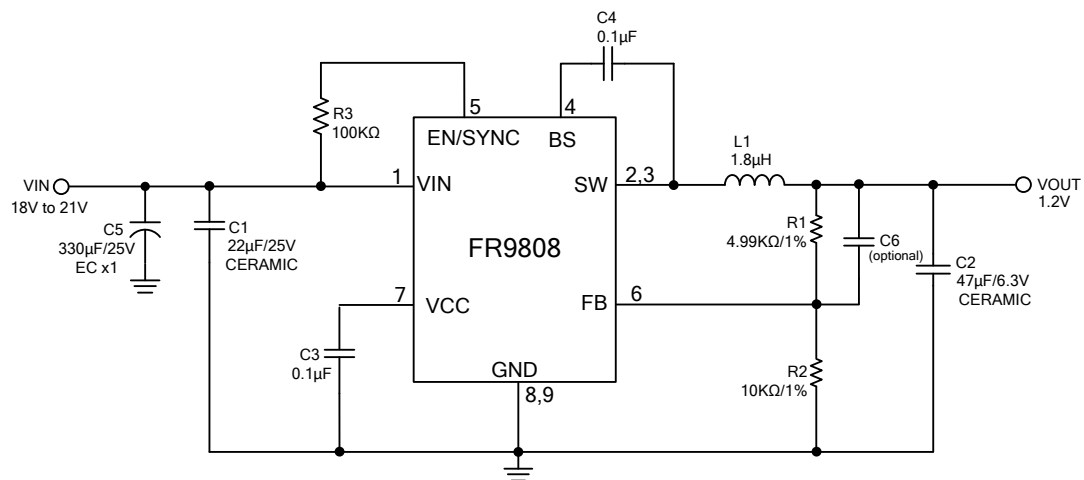 C4
0.1µF
R3
100KΩ
5
4
EN/SYNC
BS
L1
1.8µH
VIN
18V to 21V
1
VIN
SW
2,3
VOUT
1.2V
C5
330µF/25V
EC x1
C1
22µF/25V
CERAMIC
FR9808
R1
4.99KΩ/1%
C6
(optional)
C2
47µF/6.3V
CERAMIC
7
VCC
FB
6
C3
0.1µF
GND
8,9
R2
10KΩ/1%